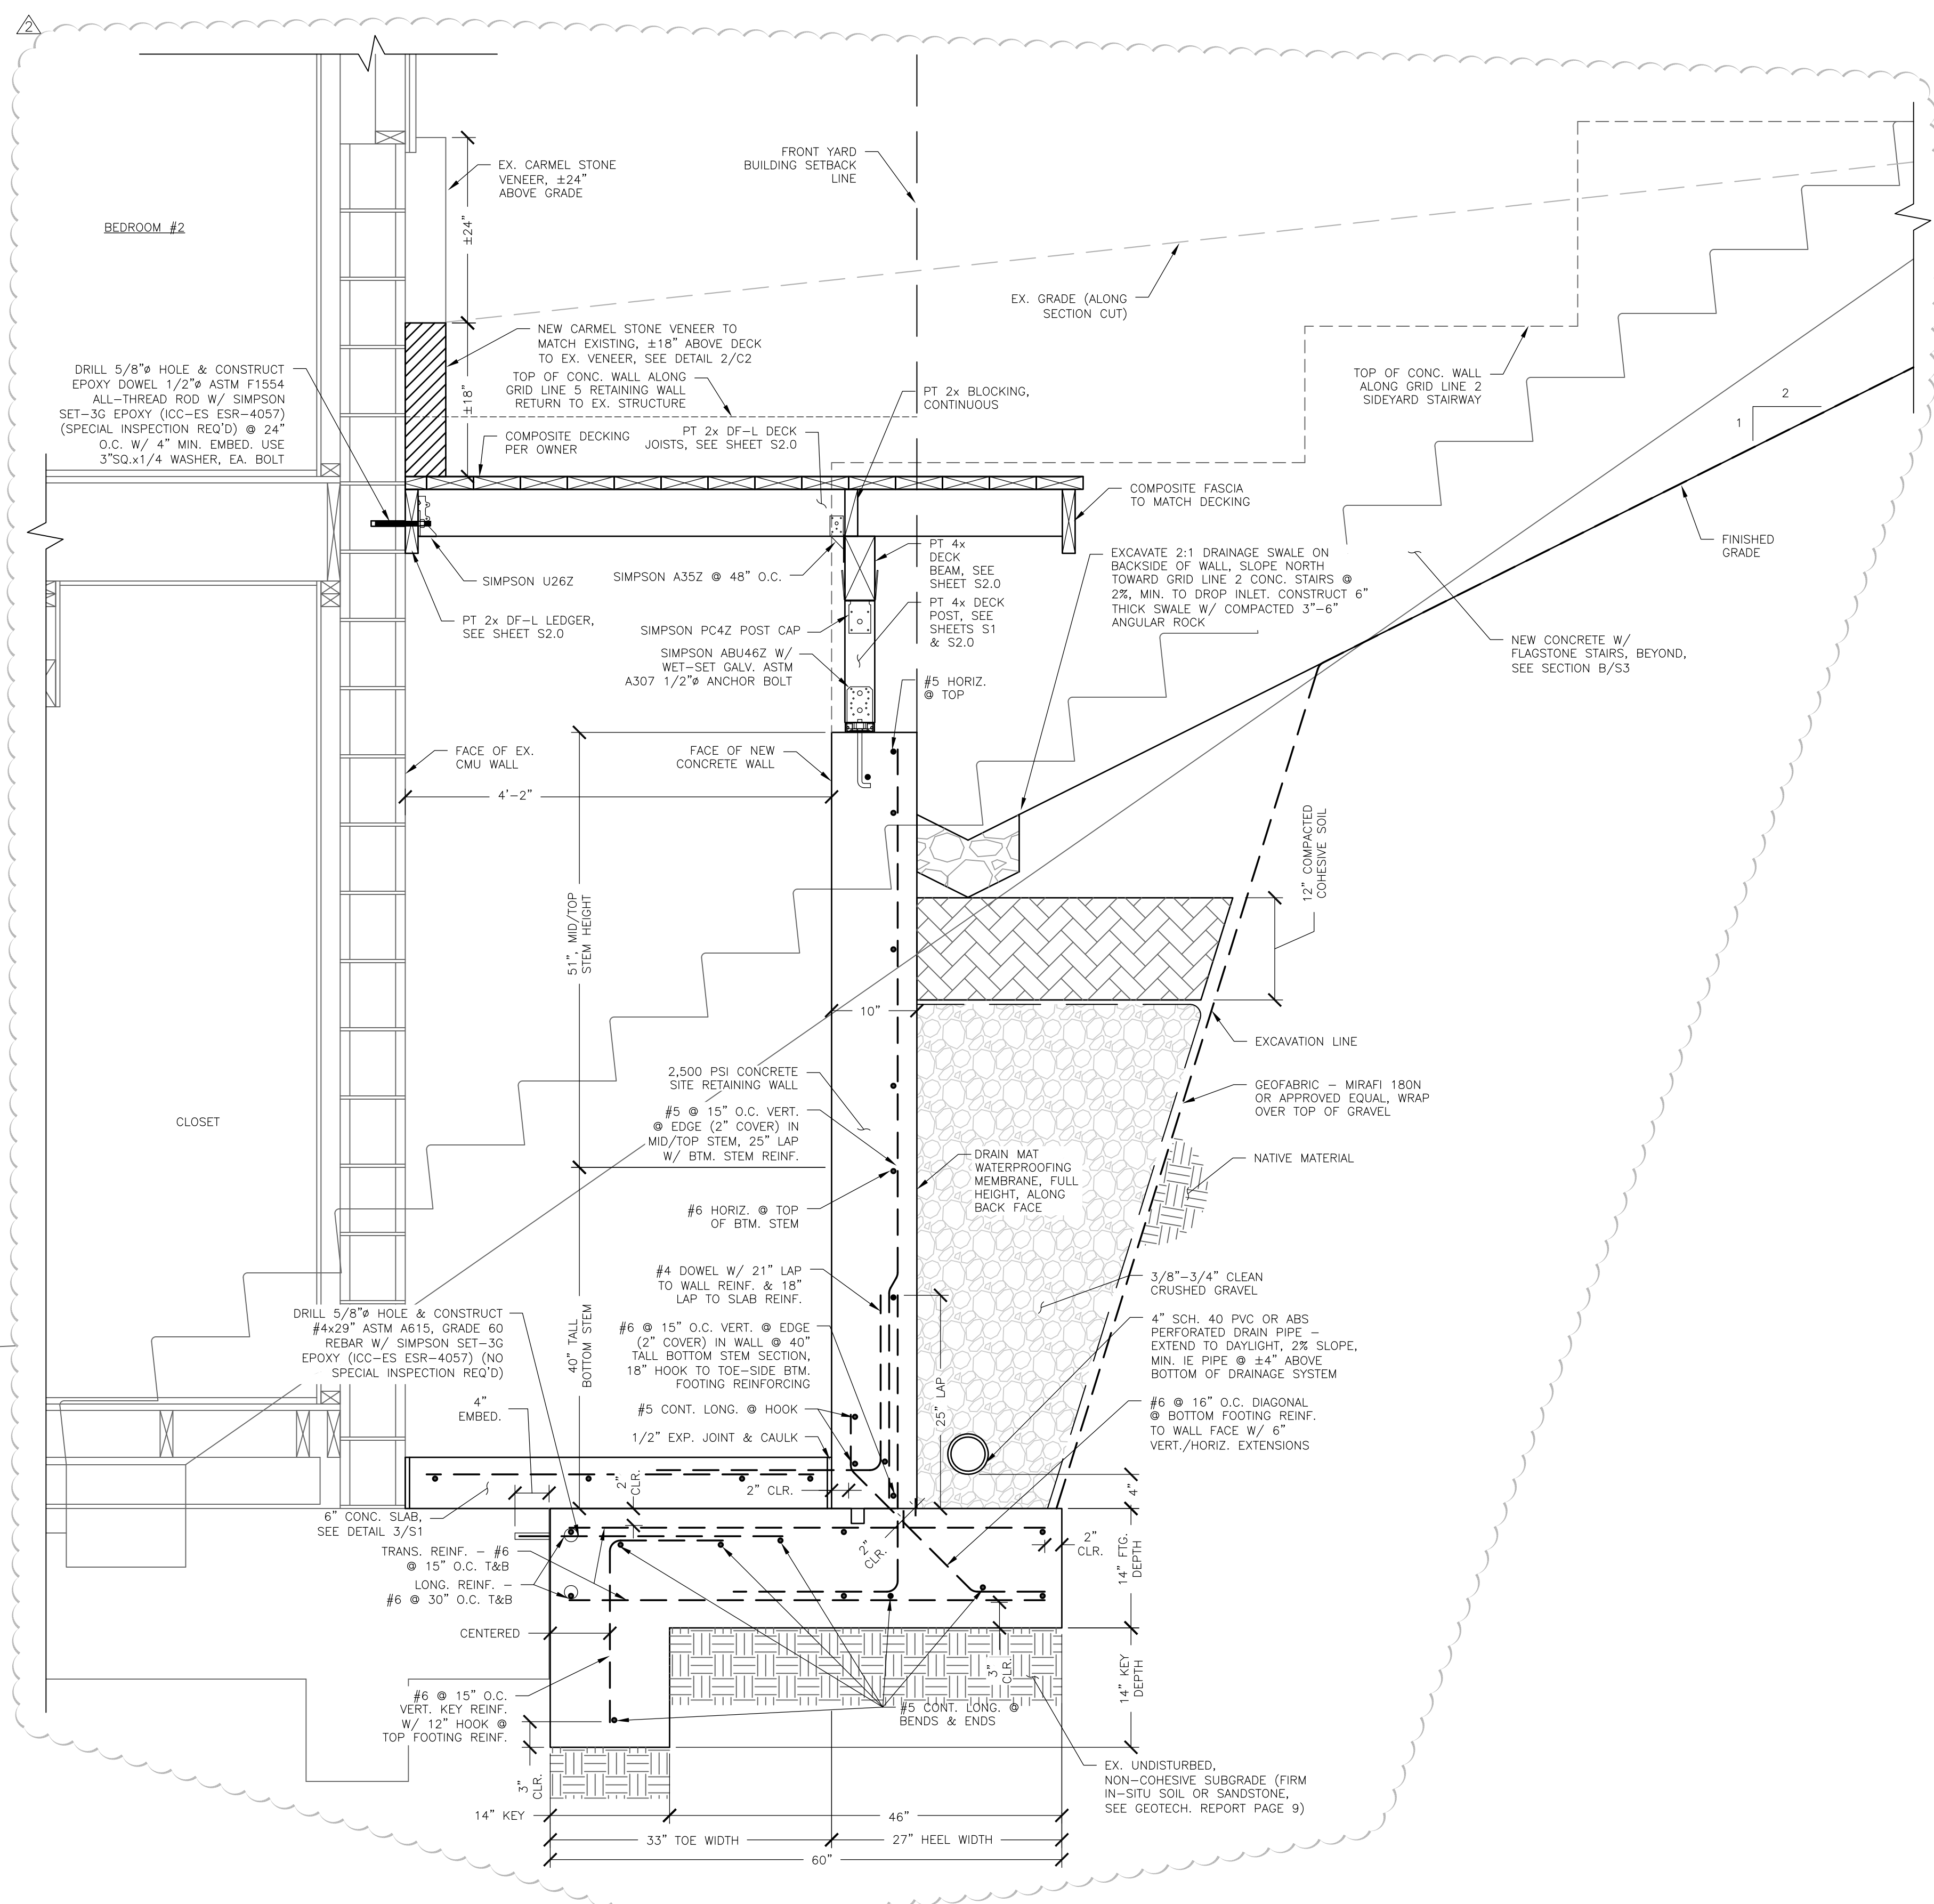 2
EX. CARMEL STONE
VENEER, ±24"
ABOVE GRADE
FRONT YARD
BUILDING SETBACK
LINE
BEDROOM #2
±24"
EX. GRADE (ALONG
SECTION CUT)
NEW CARMEL STONE VENEER TO
MATCH EXISTING, ±18" ABOVE DECK
TO EX. VENEER, SEE DETAIL 2/C2
DRILL 5/8"ø HOLE & CONSTRUCT
EPOXY DOWEL 1/2"ø ASTM F1554
ALL-THREAD ROD W/ SIMPSON
SET-3G EPOXY (ICC-ES ESR-4057)
(SPECIAL INSPECTION REQ'D) @ 24"
O.C. W/ 4" MIN. EMBED. USE
3"SQ.x1/4 WASHER, EA. BOLT
±18"
TOP OF CONC. WALL ALONG
GRID LINE 5 RETAINING WALL
RETURN TO EX. STRUCTURE
PT 2x BLOCKING,
CONTINUOUS
TOP OF CONC. WALL
ALONG GRID LINE 2
SIDEYARD STAIRWAY
2
1
COMPOSITE DECKING
PER OWNER
PT 2x DF-L DECK
JOISTS, SEE SHEET S2.0
COMPOSITE FASCIA
TO MATCH DECKING
FINISHED
GRADE
SIMPSON U26Z
SIMPSON A35Z @ 48" O.C.
PT 4x
DECK
BEAM, SEE
SHEET S2.0
EXCAVATE 2:1 DRAINAGE SWALE ON
BACKSIDE OF WALL, SLOPE NORTH
TOWARD GRID LINE 2 CONC. STAIRS @
2%, MIN. TO DROP INLET. CONSTRUCT 6"
THICK SWALE W/ COMPACTED 3"-6"
ANGULAR ROCK
PT 2x DF-L LEDGER,
SEE SHEET S2.0
SIMPSON PC4Z POST CAP
PT 4x DECK
POST, SEE
SHEETS S1
& S2.0
SIMPSON ABU46Z W/
WET-SET GALV. ASTM
A307 1/2"ø ANCHOR BOLT
NEW CONCRETE W/
FLAGSTONE STAIRS, BEYOND,
SEE SECTION B/S3
#5 HORIZ.
@ TOP
FACE OF EX.
CMU WALL
FACE OF NEW
CONCRETE WALL
4'-2"
51", MID/TOP
STEM HEIGHT
12" COMPACTED
COHESIVE SOIL
10"
EXCAVATION LINE
2,500 PSI CONCRETE
SITE RETAINING WALL
GEOFABRIC - MIRAFI 180N
OR APPROVED EQUAL, WRAP
OVER TOP OF GRAVEL
CLOSET
#5 @ 15" O.C. VERT.
@ EDGE (2" COVER) IN
MID/TOP STEM, 25" LAP
W/ BTM. STEM REINF.
DRAIN MAT
WATERPROOFING
MEMBRANE, FULL
HEIGHT, ALONG
BACK FACE
NATIVE MATERIAL
#6 HORIZ. @ TOP
OF BTM. STEM
#4 DOWEL W/ 21" LAP
TO WALL REINF. & 18"
LAP TO SLAB REINF.
3/8"-3/4" CLEAN
CRUSHED GRAVEL
DRILL 5/8"ø HOLE & CONSTRUCT
#4x29" ASTM A615, GRADE 60
REBAR W/ SIMPSON SET-3G
EPOXY (ICC-ES ESR-4057) (NO
SPECIAL INSPECTION REQ'D)
40" TALL
BOTTOM STEM
#6 @ 15" O.C. VERT. @ EDGE
(2" COVER) IN WALL @ 40"
TALL BOTTOM STEM SECTION,
18" HOOK TO TOE-SIDE BTM.
FOOTING REINFORCING
4" SCH. 40 PVC OR ABS
PERFORATED DRAIN PIPE -
EXTEND TO DAYLIGHT, 2% SLOPE,
MIN. IE PIPE @ ±4" ABOVE
BOTTOM OF DRAINAGE SYSTEM
25" LAP
4"
EMBED.
#5 CONT. LONG. @ HOOK
#6 @ 16" O.C. DIAGONAL
@ BOTTOM FOOTING REINF.
TO WALL FACE W/ 6"
VERT./HORIZ. EXTENSIONS
1/2" EXP. JOINT & CAULK
2"
CLR.
2" CLR.
4"
6" CONC. SLAB,
SEE DETAIL 3/S1
TRANS. REINF. - #6
@ 15" O.C. T&B
2"
CLR.
2"
CLR.
14" FTG.
DEPTH
LONG. REINF. -
#6 @ 30" O.C. T&B
CENTERED
3"
CLR.
14" KEY
DEPTH
#6 @ 15" O.C.
VERT. KEY REINF.
W/ 12" HOOK @
TOP FOOTING REINF.
#5 CONT. LONG. @
BENDS & ENDS
3"
CLR.
EX. UNDISTURBED,
NON-COHESIVE SUBGRADE (FIRM
IN-SITU SOIL OR SANDSTONE,
SEE GEOTECH. REPORT PAGE 9)
14" KEY
46"
33" TOE WIDTH
27" HEEL WIDTH
60"